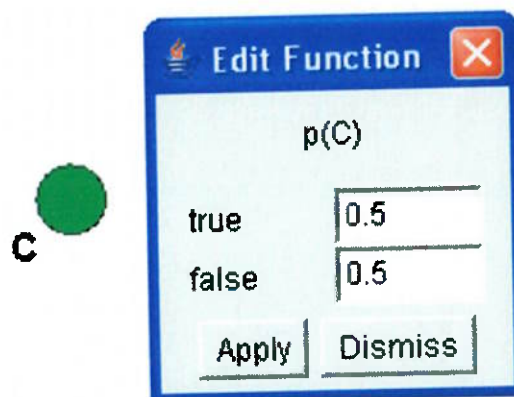 Edit Function
p(C)
C
true 0.5
false 0.5
Apply Dismiss